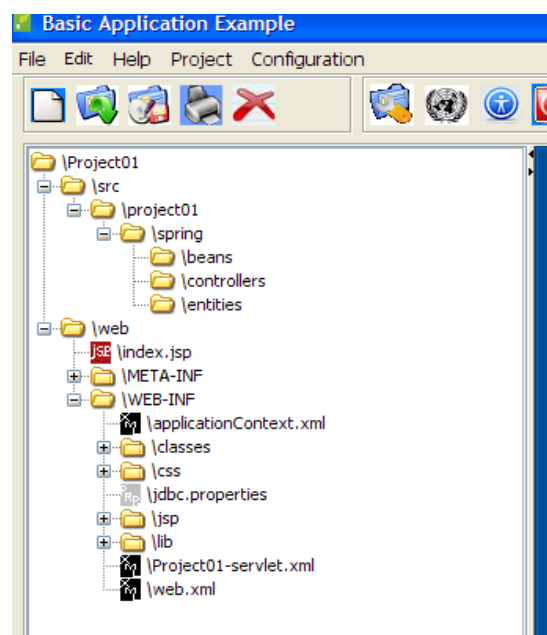 Basic Application Example
File Edit Help Project Configuration
\Project01
\src
\project01
\spring
\beans
\controllers
\entities
\web
jSP \index.jsp
\META-INF
\WEB-INF
\applicationContext.xml
\classes
\css
\jdbc.properties
\jsp
\lib
\Project01-servlet.xml
\web.xml